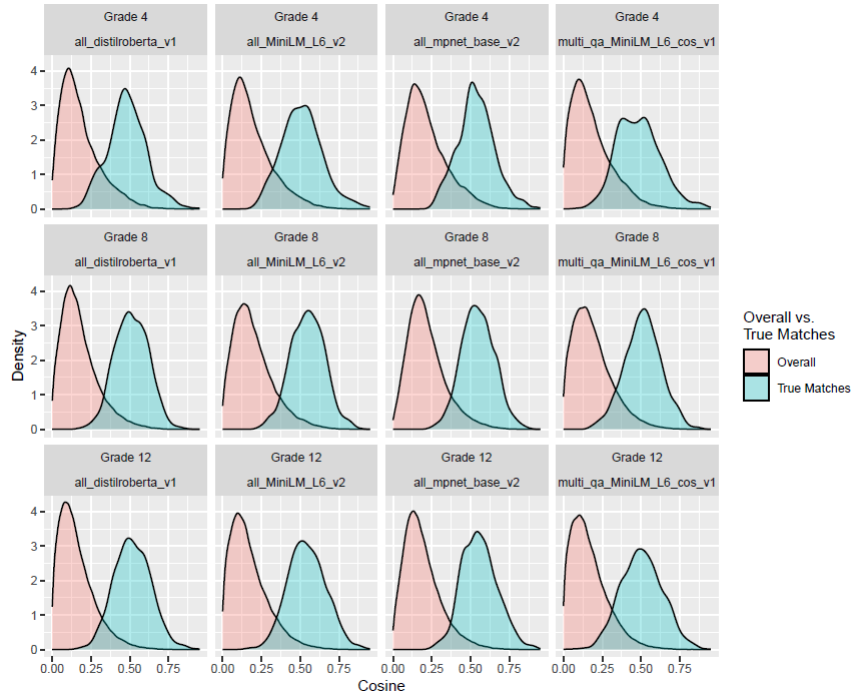 Grade 4 Grade 4 Grade 4 Grade 4
all_distilroberta_v1 all_MiniLM_L6_v2 all_mpnet_base_v2 multi_qa_MiniLM_L6_cos_v1
4
3
2
1
0
Grade 8 Grade 8 Grade 8 Grade 8
all_distilroberta_v1 all_MiniLM_L6_v2 all_mpnet_base_v2 multi_qa_MiniLM_L6_cos_v1
4
3
2
1
0
Density
Overall vs.
True Matches
Overall
True Matches
Grade 12 Grade 12 Grade 12 Grade 12
all_distilroberta_v1 all_MiniLM_L6_v2 all_mpnet_base_v2 multi_qa_MiniLM_L6_cos_v1
4
3
2
1
0
0.00 0.25 0.50 0.75 0.00 0.25 0.50 0.75 0.00 0.25 0.50 0.75 0.00 0.25 0.50 0.75
Cosine